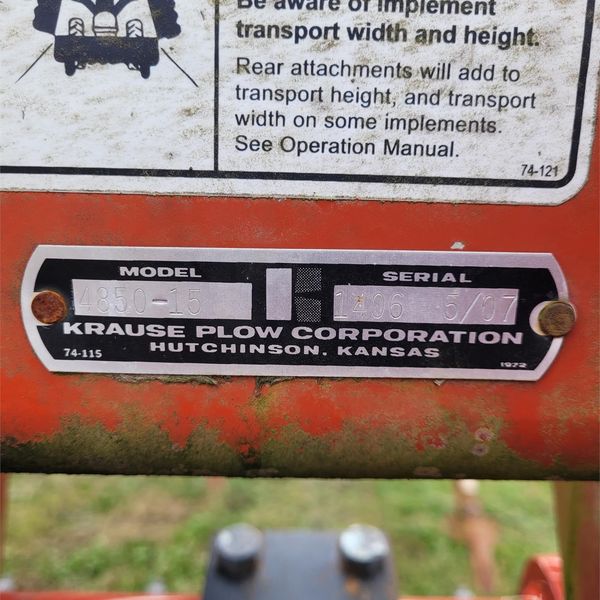 Be aware of implement
transport width and height.
Rear attachments will add to
transport height, and transport
width on some implements.
See Operation Manual.
74-121
MODEL
SERIAL
4850-15
1406 5/07
KRAUSE PLOW CORPORATION
HUTCHINSON, KANSAS
74-115
1972